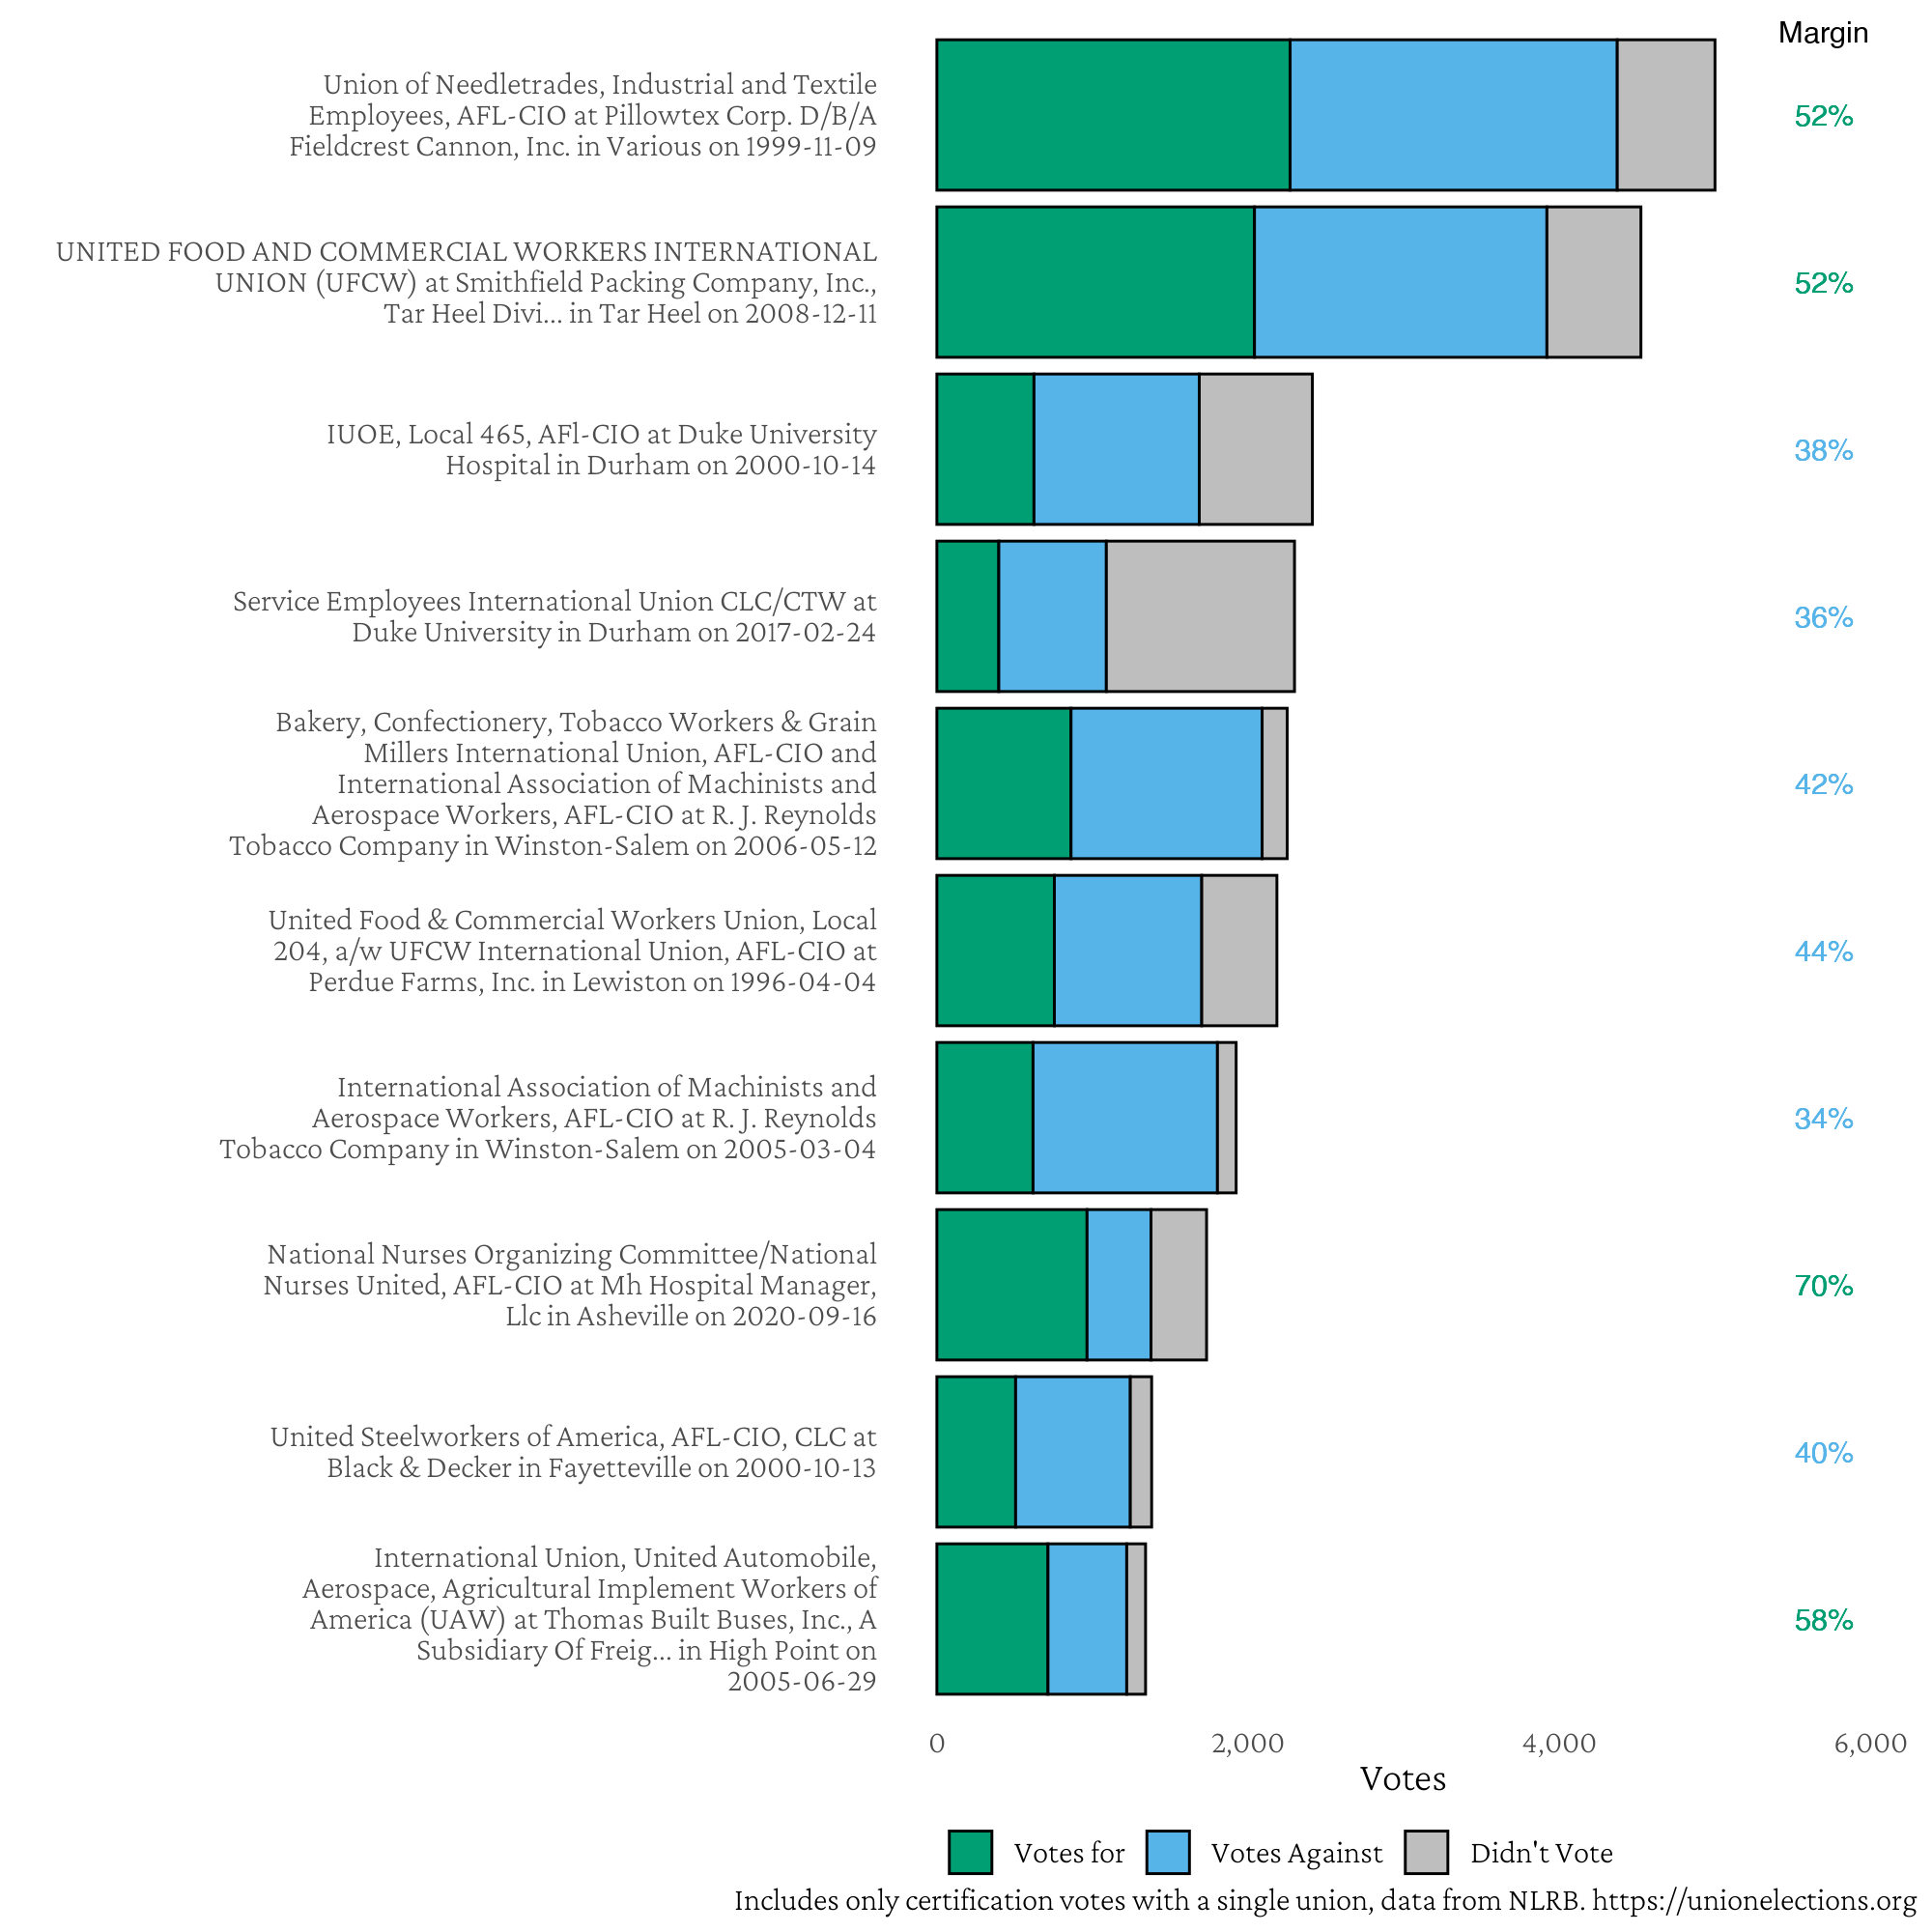 Margin
Union of Needletrades, Industrial and Textile
Employees, AFL-CIO at Pillowtex Corp. D/B/A
Fieldcrest Cannon, Inc. in Various on 1999-11-09
52%
UNITED FOOD AND COMMERCIAL WORKERS INTERNATIONAL
UNION (UFCW) at Smithfield Packing Company, Inc.,
Tar Heel Divi... in Tar Heel on 2008-12-11
52%
IUOE, Local 465, AFl-CIO at Duke University
Hospital in Durham on 2000-10-14
38%
Service Employees International Union CLC/CTW at
Duke University in Durham on 2017-02-24
36%
Bakery, Confectionery, Tobacco Workers & Grain
Millers International Union, AFL-CIO and
International Association of Machinists and
Aerospace Workers, AFL-CIO at R. J. Reynolds
Tobacco Company in Winston-Salem on 2006-05-12
42%
United Food & Commercial Workers Union, Local
204, a/w UFCW International Union, AFL-CIO at
Perdue Farms, Inc. in Lewiston on 1996-04-04
44%
International Association of Machinists and
Aerospace Workers, AFL-CIO at R. J. Reynolds
Tobacco Company in Winston-Salem on 2005-03-04
34%
National Nurses Organizing Committee/National
Nurses United, AFL-CIO at Mh Hospital Manager,
Llc in Asheville on 2020-09-16
70%
United Steelworkers of America, AFL-CIO, CLC at
Black & Decker in Fayetteville on 2000-10-13
40%
International Union, United Automobile,
Aerospace, Agricultural Implement Workers of
America (UAW) at Thomas Built Buses, Inc., A
Subsidiary Of Freig... in High Point on
2005-06-29
58%
0 2,000 4,000 6,000
Votes
Votes for Votes Against Didn't Vote
Includes only certification votes with a single union, data from NLRB. https://unionelections.org